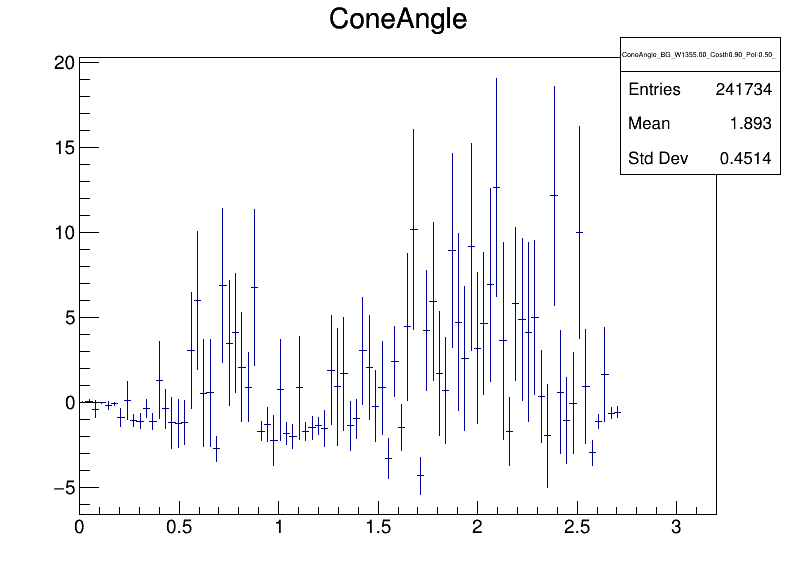 ConeAngle
ConeAngle_BG_W1355.00_Costh0.90_Pol-0.50_
Entries 241734
Mean 1.893
Std Dev 0.4514
20
15
10
5
0
−5
0 0.5 1 1.5 2 2.5 3